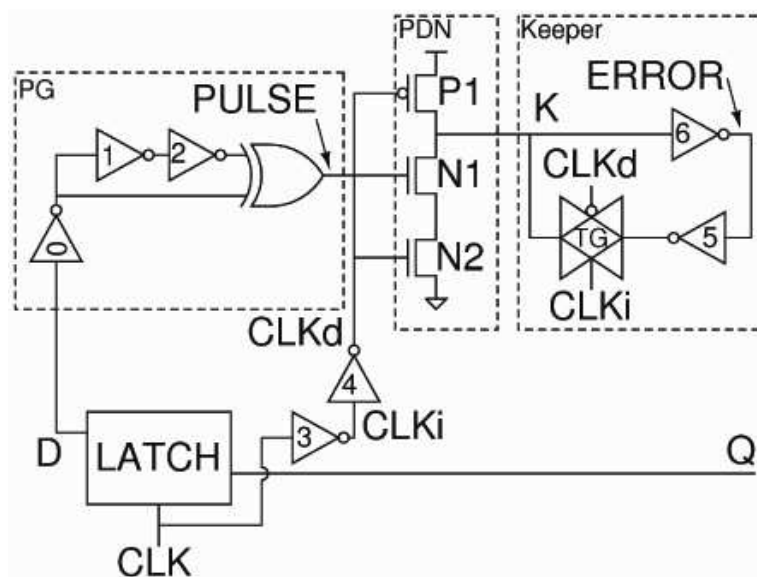 PDN
Keeper
PG
PULSE
P1
K
ERROR
1
2
6
N1
CLKd
0
TG
5
N2
CLKi
CLKd
4
3
CLKi
D
LATCH
Q
CLK